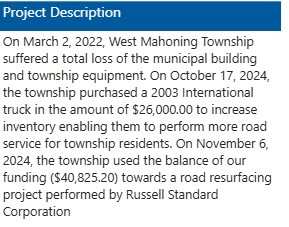 Project Description
On March 2, 2022, West Mahoning Township
suffered a total loss of the municipal building
and township equipment. On October 17, 2024,
the township purchased a 2003 International
truck in the amount of $26,000.00 to increase
inventory enabling them to perform more road
service for township residents. On November 6,
2024, the township used the balance of our
funding ($40,825.20) towards a road resurfacing
project performed by Russell Standard
Corporation